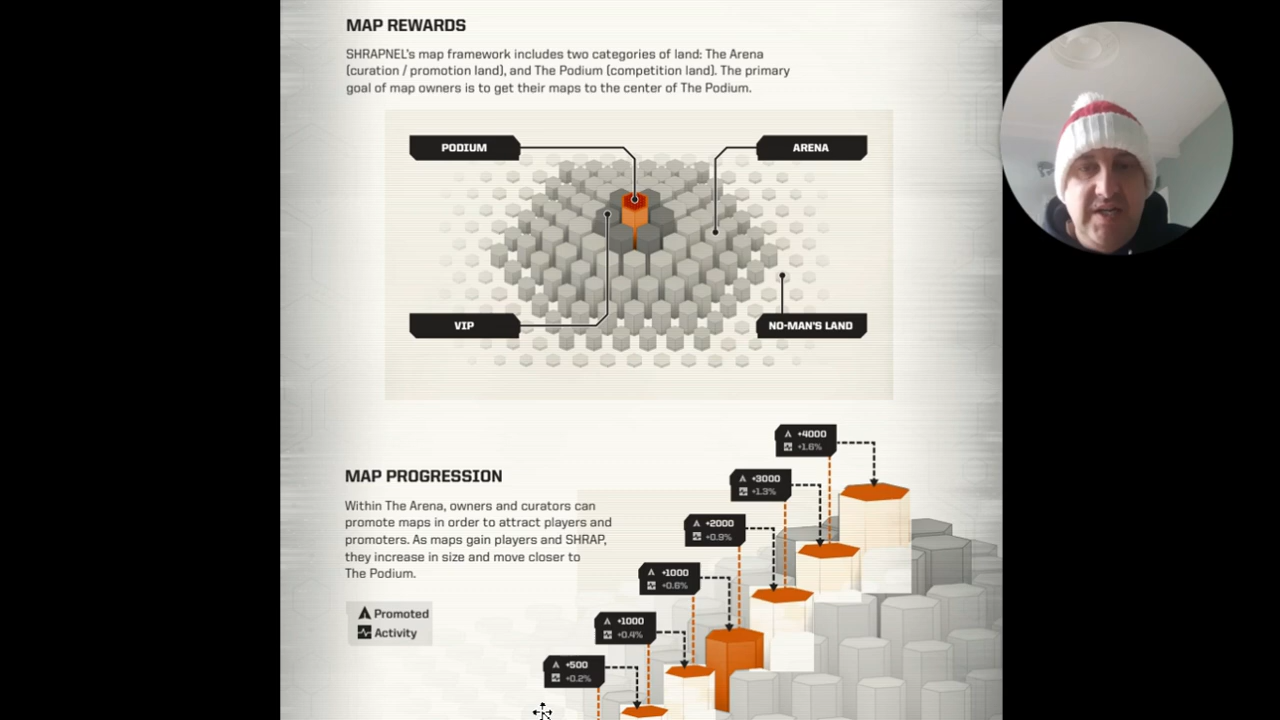 MAP REWARDS
SHRAPNEL's map framework includes two categories of land: The Arena
(curation / promotion land), and The Podium (competition land). The primary
goal of map owners is to get their maps to the center of The Podium.
PODIUM
ARENA
VIP
NO-MAN'S LAND
+4000
+1.6%
+3000
+1.3%
+2000
+0.9%
+1000
+0.6%
+1000
+0.4%
+500
+0.2%
MAP PROGRESSION
Within The Arena, owners and curators can
promote maps in order to attract players and
promoters. As maps gain players and SHRAP,
they increase in size and move closer to
The Podium.
Promoted
Activity